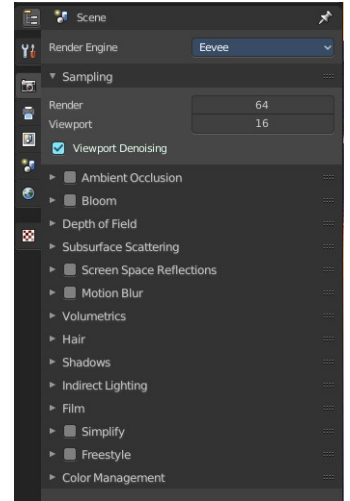 Scene
Render Engine Eevee
Sampling
Render 64
Viewport 16
Viewport Denoising
Ambient Occlusion
Bloom
Depth of Field
Subsurface Scattering
Screen Space Reflections
Motion Blur
Volumetrics
Hair
Shadows
Indirect Lighting
Film
Simplify
Freestyle
Color Management